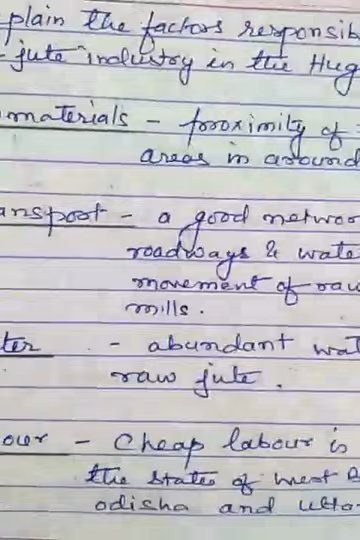 plain the factors responsib
jute industry in the Hug
materials - proximity of
areas in around
anspost - a good networ
roadways & wate
movement of raw
mills.
ter - abundant wat
raw jute.
our - Cheap labour is
the states of west B
odisha and utta